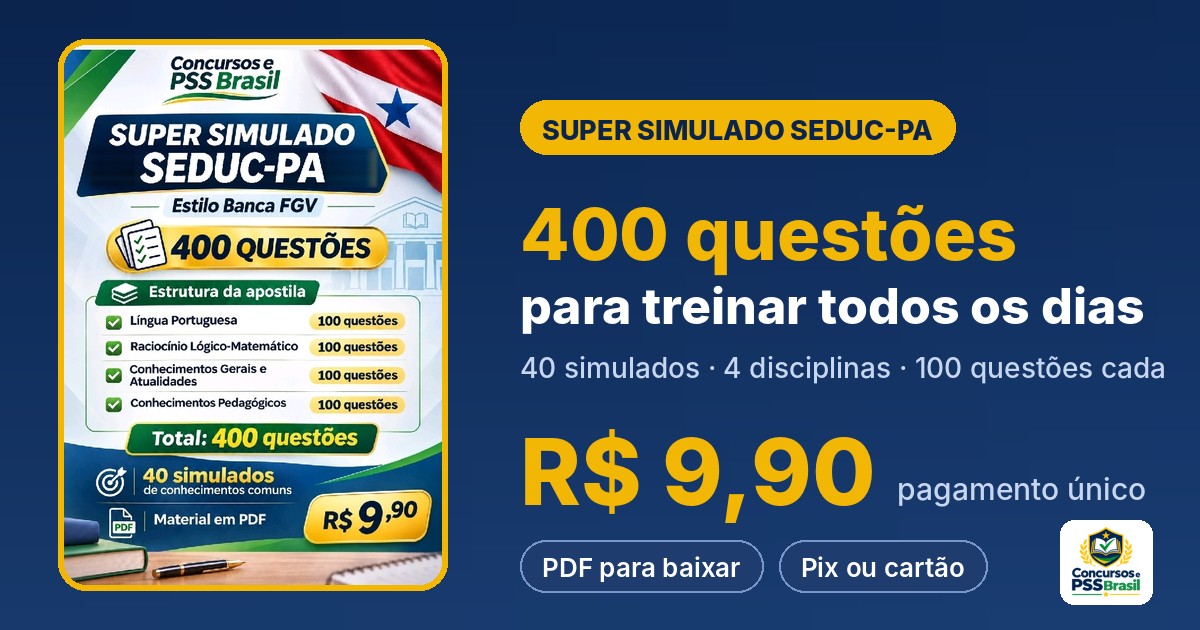 Concursos e
PSS Brasil
SUPER SIMULADO
SEDUC-PA
Estilo Banca FGV
400 QUESTÕES
Estrutura da apostila
Língua Portuguesa 100 questões
Raciocínio Lógico-Matemático 100 questões
Conhecimentos Gerais e
Atualidades 100 questões
Conhecimentos Pedagógicos 100 questões
Total: 400 questões
40 simulados
de conhecimentos comuns
PDF Material em PDF
R$ 9,90
SUPER SIMULADO SEDUC-PA
400 questões
para treinar todos os dias
40 simulados · 4 disciplinas · 100 questões cada
R$ 9,90 pagamento único
PDF para baixar Pix ou cartão
Concursos e
PSS Brasil